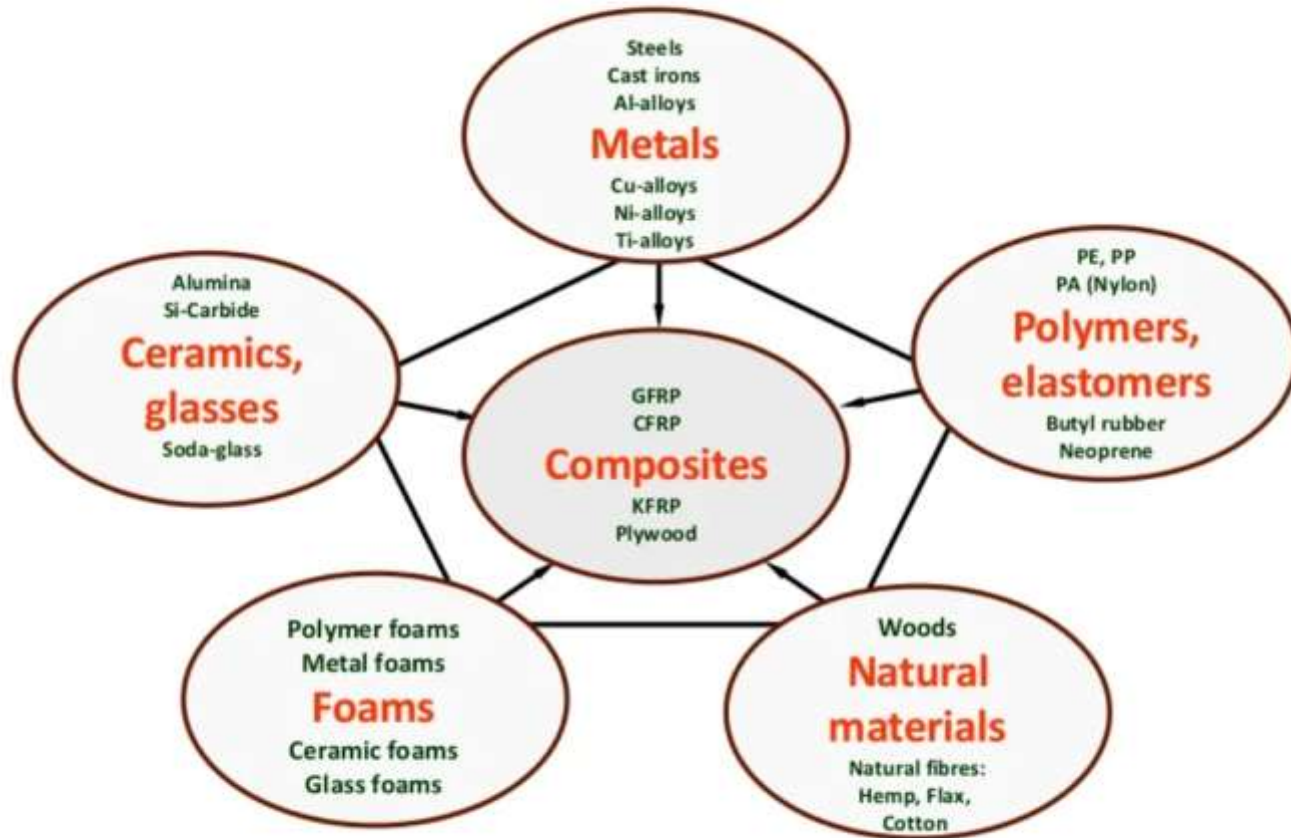 Steels
Cast irons
Al-alloys
Metals
Cu-alloys
Ni-alloys
Ti-alloys
Alumina
Si-Carbide
Ceramics,
glasses
Soda-glass
PE, PP
PA (Nylon)
Polymers,
elastomers
Butyl rubber
Neoprene
GFRP
CFRP
Composites
KFRP
Plywood
Polymer foams
Metal foams
Foams
Ceramic foams
Glass foams
Woods
Natural
materials
Natural fibres:
Hemp, Flax,
Cotton